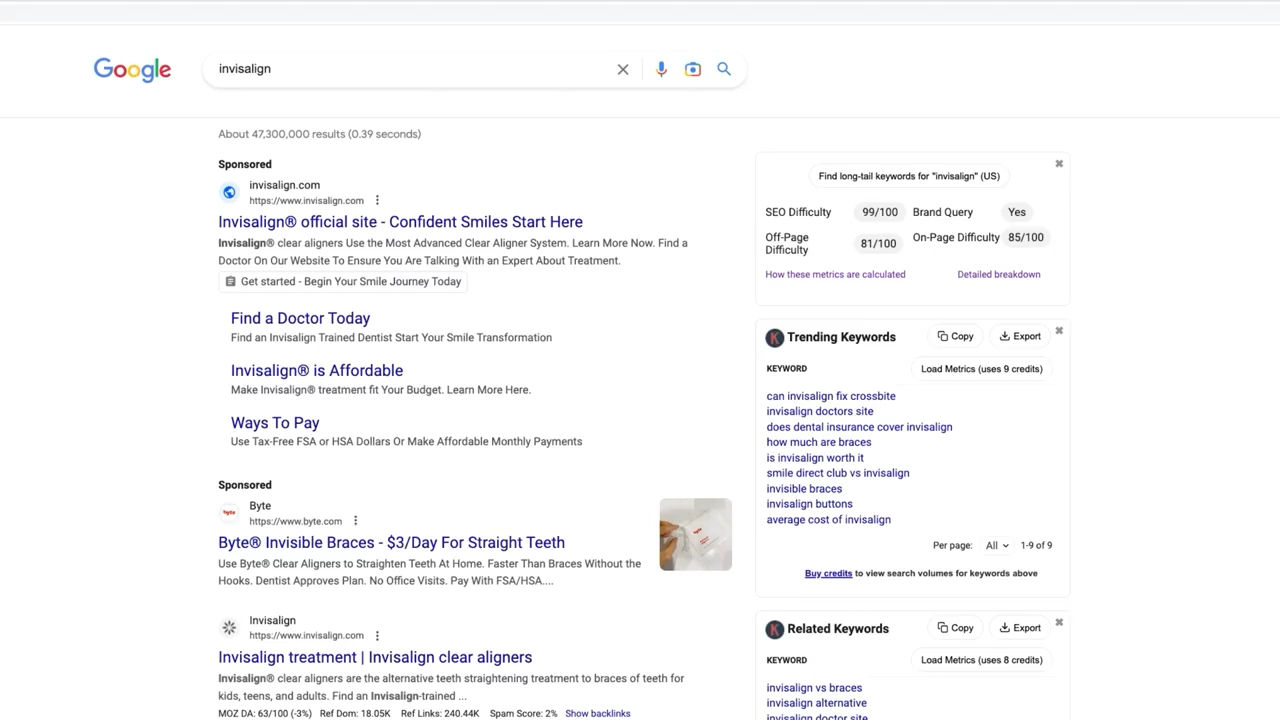 Google
invisalign
About 47,300,000 results (0.39 seconds)
Sponsored
invisalign.com
https://www.invisalign.com
Invisalign® official site - Confident Smiles Start Here
Invisalign® clear aligners Use the Most Advanced Clear Aligner System. Learn More Now. Find a
Doctor On Our Website To Ensure You Are Talking With an Expert About Treatment.
Get started - Begin Your Smile Journey Today
Find a Doctor Today
Find an Invisalign Trained Dentist Start Your Smile Transformation
Invisalign® is Affordable
Make Invisalign® treatment fit Your Budget. Learn More Here.
Ways To Pay
Use Tax-Free FSA or HSA Dollars Or Make Affordable Monthly Payments
Sponsored
byte
Byte
https://www.byte.com
Byte® Invisible Braces - $3/Day For Straight Teeth
Use Byte® Clear Aligners to Straighten Teeth At Home. Faster Than Braces Without the
Hooks. Dentist Approves Plan. No Office Visits. Pay With FSA/HSA....
byte
Invisalign
https://www.invisalign.com
Invisalign treatment | Invisalign clear aligners
Invisalign® clear aligners are the alternative teeth straightening treatment to braces of teeth for
kids, teens, and adults. Find an Invisalign-trained ...
MOZ DA: 63/100 (-3%) Ref Dom: 18.05K Ref Links: 240.44K Spam Score: 2% Show backlinks
Find long-tail keywords for "invisalign" (US)
SEO Difficulty 99/100 Brand Query Yes
Off-Page Difficulty 81/100 On-Page Difficulty 85/100
How these metrics are calculated Detailed breakdown
K Trending Keywords Copy Export
KEYWORD Load Metrics (uses 9 credits)
can invisalign fix crossbite
invisalign doctors site
does dental insurance cover invisalign
how much are braces
is invisalign worth it
smile direct club vs invisalign
invisible braces
invisalign buttons
average cost of invisalign
Per page: All 1-9 of 9
Buy credits to view search volumes for keywords above
K Related Keywords Copy Export
KEYWORD Load Metrics (uses 8 credits)
invisalign vs braces
invisalign alternative
invisalign doctor site